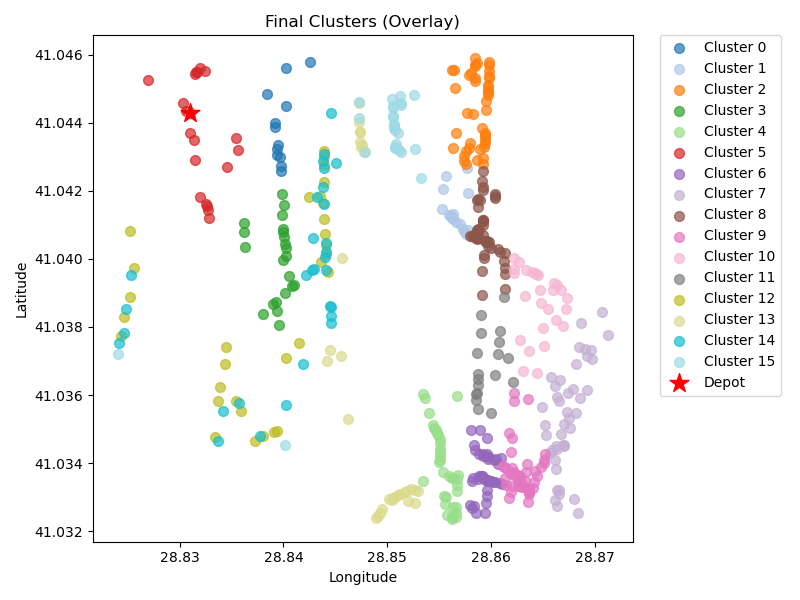 Final Clusters (Overlay)
41.046
41.044
41.042
41.040
41.038
41.036
41.034
41.032
Latitude
28.83 28.84 28.85 28.86 28.87
Longitude
Cluster 0
Cluster 1
Cluster 2
Cluster 3
Cluster 4
Cluster 5
Cluster 6
Cluster 7
Cluster 8
Cluster 9
Cluster 10
Cluster 11
Cluster 12
Cluster 13
Cluster 14
Cluster 15
Depot